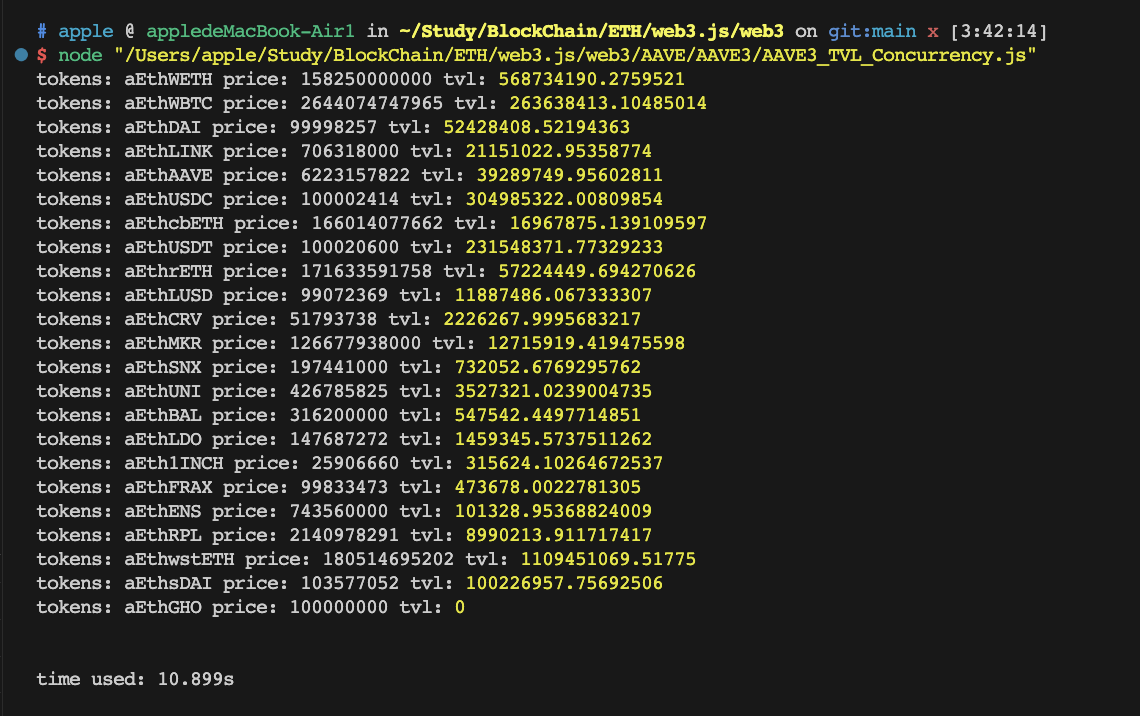 # apple @ appledeMacBook-Air1 in ~/Study/BlockChain/ETH/web3.js/web3 on git:main x [3:42:14]
$ node "/Users/apple/Study/BlockChain/ETH/web3.js/web3/AAVE/AAVE3/AAVE3_TVL_Concurrency.js"
tokens: aEthWETH price: 158250000000 tvl: 568734190.2759521
tokens: aEthWBTC price: 2644074747965 tvl: 263638413.10485014
tokens: aEthDAI price: 99998257 tvl: 52428408.52194363
tokens: aEthLINK price: 706318000 tvl: 21151022.95358774
tokens: aEthAAVE price: 6223157822 tvl: 39289749.95602811
tokens: aEthUSDC price: 100002414 tvl: 304985322.00809854
tokens: aEthcbETH price: 166014077662 tvl: 16967875.139109597
tokens: aEthUSDT price: 100020600 tvl: 231548371.77329233
tokens: aEthrETH price: 171633591758 tvl: 57224449.694270626
tokens: aEthLUSD price: 99072369 tvl: 11887486.067333307
tokens: aEthCRV price: 51793738 tvl: 2226267.9995683217
tokens: aEthMKR price: 126677938000 tvl: 12715919.419475598
tokens: aEthSNX price: 197441000 tvl: 732052.6769295762
tokens: aEthUNI price: 426785825 tvl: 3527321.0239004735
tokens: aEthBAL price: 316200000 tvl: 547542.4497714851
tokens: aEthLDO price: 147687272 tvl: 1459345.5737511262
tokens: aEth1INCH price: 25906660 tvl: 315624.10264672537
tokens: aEthFRAX price: 99833473 tvl: 473678.0022781305
tokens: aEthENS price: 743560000 tvl: 101328.95368824009
tokens: aEthRPL price: 2140978291 tvl: 8990213.911717417
tokens: aEthwstETH price: 180514695202 tvl: 1109451069.51775
tokens: aEthsDAI price: 103577052 tvl: 100226957.75692506
tokens: aEthGHO price: 100000000 tvl: 0
time used: 10.899s